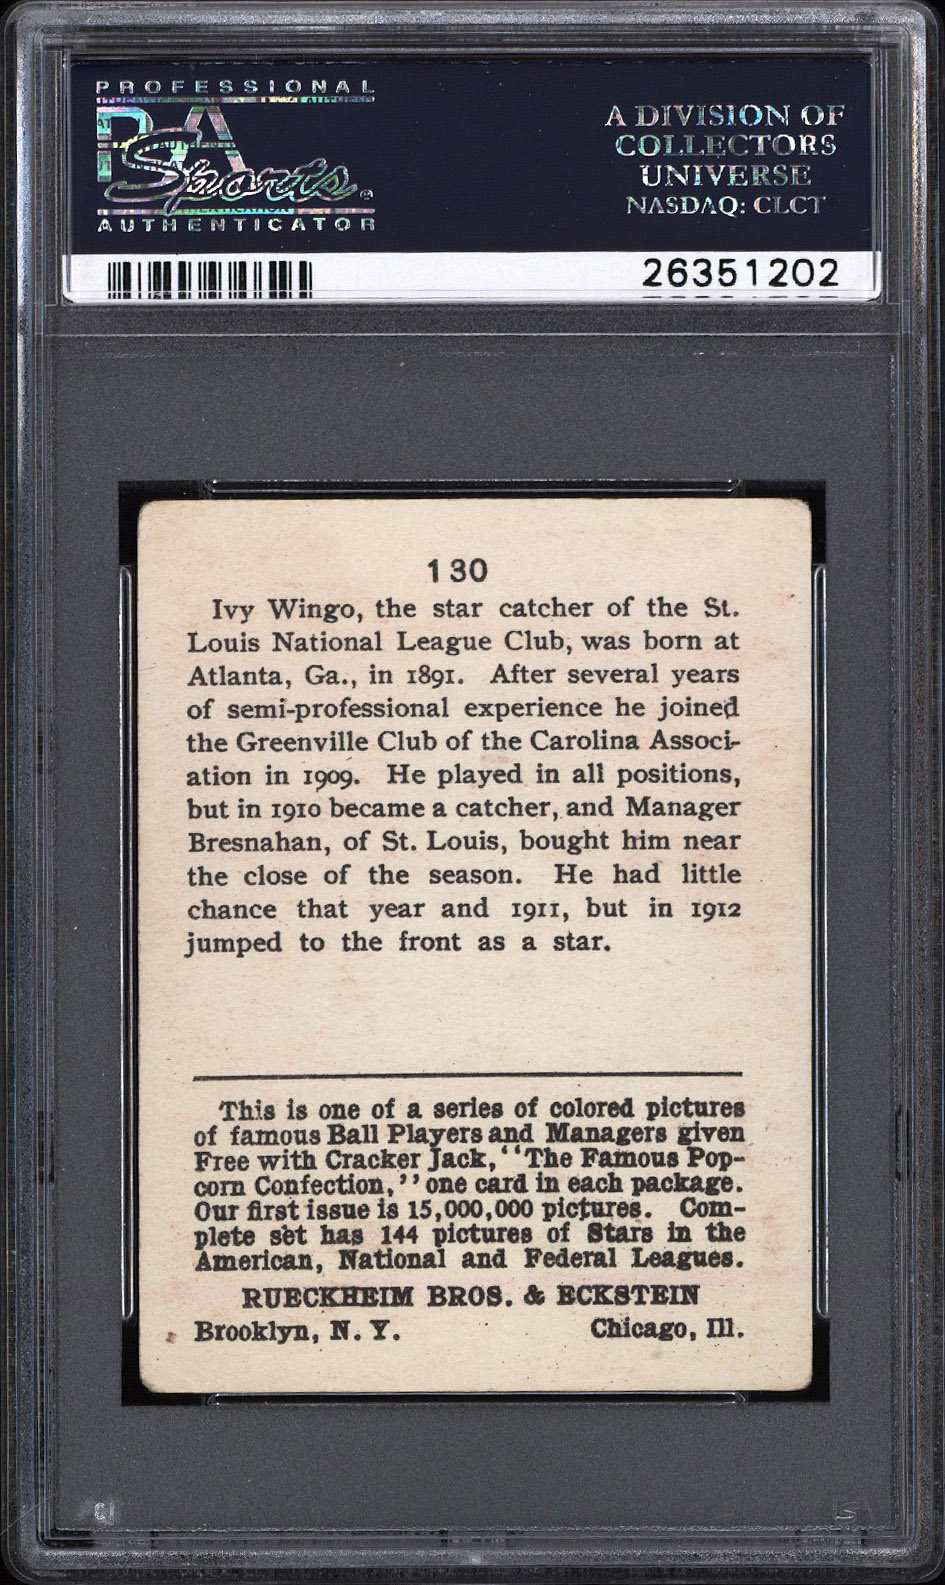 PROFESSIONAL
PSA
Sports®
AUTHENTICATOR
A DIVISION OF
COLLECTORS
UNIVERSE
NASDAQ: CLCT
26351202
130
Ivy Wingo, the star catcher of the St.
Louis National League Club, was born at
Atlanta, Ga., in 1891. After several years
of semi-professional experience he joined
the Greenville Club of the Carolina Associ-
ation in 1909. He played in all positions,
but in 1910 became a catcher, and Manager
Bresnahan, of St. Louis, bought him near
the close of the season. He had little
chance that year and 1911, but in 1912
jumped to the front as a star.
This is one of a series of colored pictures
of famous Ball Players and Managers given
Free with Cracker Jack, "The Famous Pop-
corn Confection," one card in each package.
Our first issue is 15,000,000 pictures. Com-
plete set has 144 pictures of Stars in the
American, National and Federal Leagues.
RUECKHEIM BROS. & ECKSTEIN
Brooklyn, N. Y. Chicago, Ill.